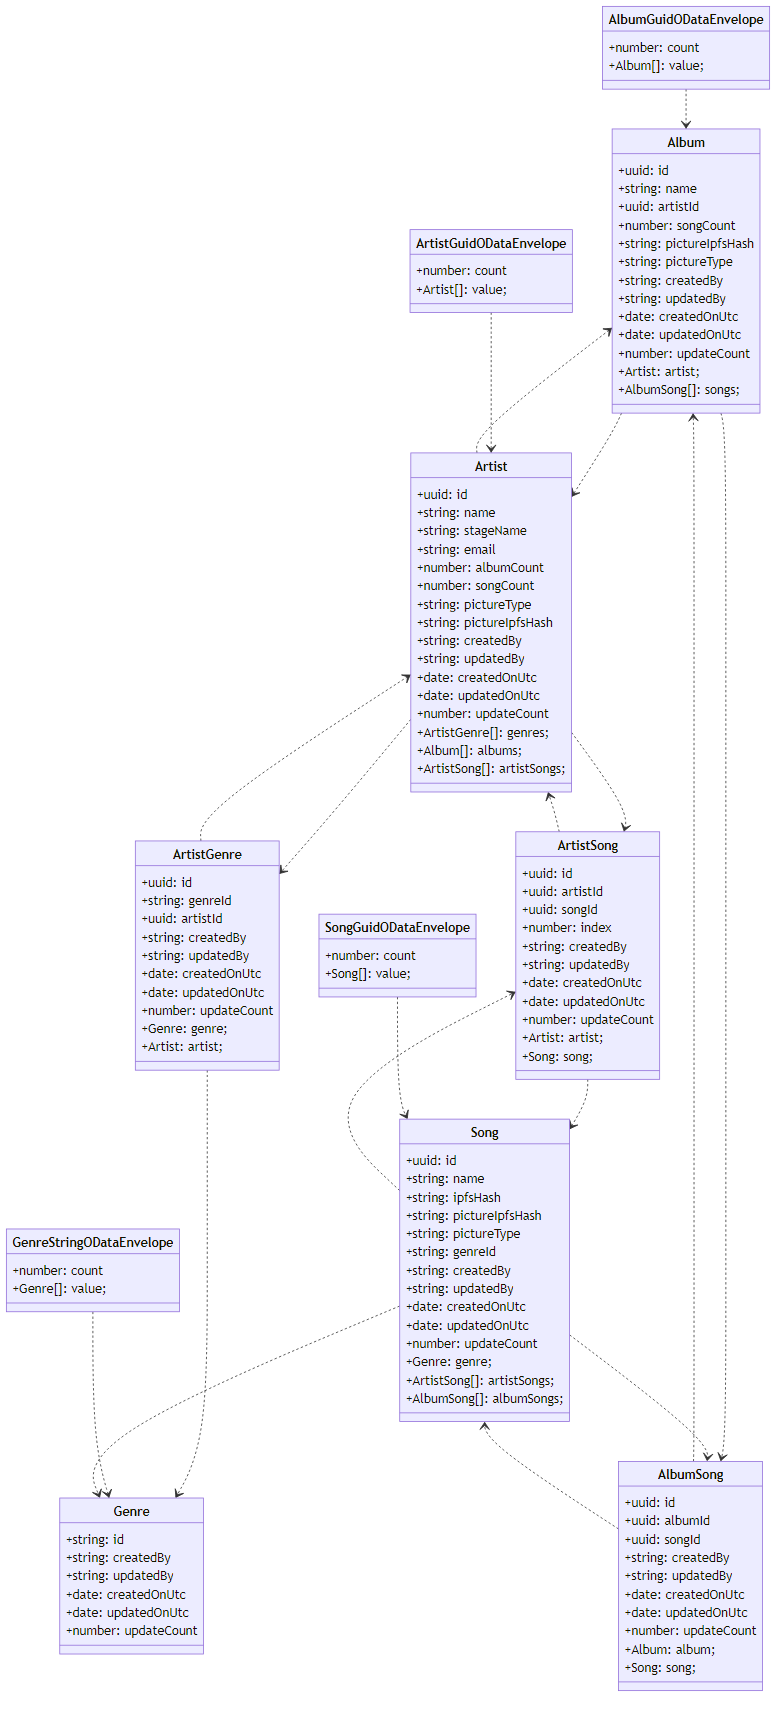 AlbumGuidODataEnvelope
+number: count
+Album[]: value;
Album
+uuid: id
+string: name
+uuid: artistId
+number: songCount
+string: pictureIpfsHash
+string: pictureType
+string: createdBy
+string: updatedBy
+date: createdOnUtc
+date: updatedOnUtc
+number: updateCount
+Artist: artist;
+AlbumSong[]: songs;
ArtistGuidODataEnvelope
+number: count
+Artist[]: value;
Artist
+uuid: id
+string: name
+string: stageName
+string: email
+number: albumCount
+number: songCount
+string: pictureType
+string: pictureIpfsHash
+string: createdBy
+string: updatedBy
+date: createdOnUtc
+date: updatedOnUtc
+number: updateCount
+ArtistGenre[]: genres;
+Album[]: albums;
+ArtistSong[]: artistSongs;
ArtistGenre
+uuid: id
+string: genreId
+uuid: artistId
+string: createdBy
+string: updatedBy
+date: createdOnUtc
+date: updatedOnUtc
+number: updateCount
+Genre: genre;
+Artist: artist;
ArtistSong
+uuid: id
+uuid: artistId
+uuid: songId
+number: index
+string: createdBy
+string: updatedBy
+date: createdOnUtc
+date: updatedOnUtc
+number: updateCount
+Artist: artist;
+Song: song;
SongGuidODataEnvelope
+number: count
+Song[]: value;
Song
+uuid: id
+string: name
+string: ipfsHash
+string: pictureIpfsHash
+string: pictureType
+string: genreId
+string: createdBy
+string: updatedBy
+date: createdOnUtc
+date: updatedOnUtc
+number: updateCount
+Genre: genre;
+ArtistSong[]: artistSongs;
+AlbumSong[]: albumSongs;
GenreStringODataEnvelope
+number: count
+Genre[]: value;
Genre
+string: id
+string: createdBy
+string: updatedBy
+date: createdOnUtc
+date: updatedOnUtc
+number: updateCount
AlbumSong
+uuid: id
+uuid: albumId
+uuid: songId
+string: createdBy
+string: updatedBy
+date: createdOnUtc
+date: updatedOnUtc
+number: updateCount
+Album: album;
+Song: song;